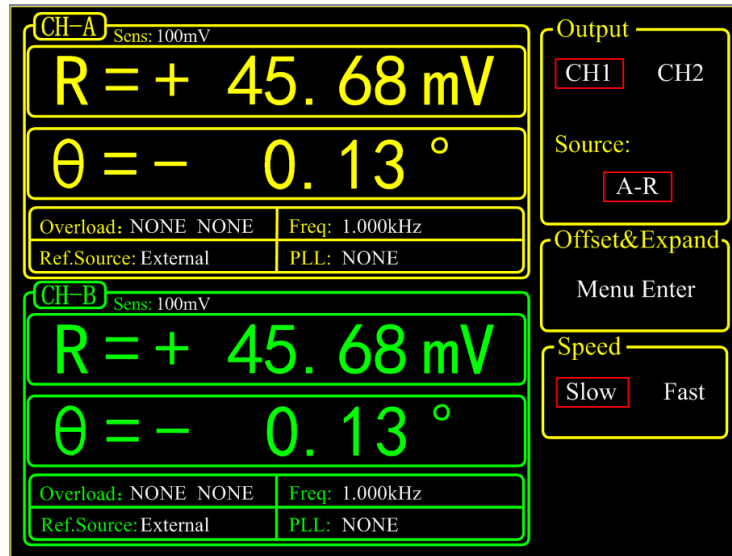 CH-A Sens: 100mV
R=+ 45.68 mV
θ=- 0.13 °
Overload: NONE NONE Freq: 1.000kHz
Ref.Source: External PLL: NONE
CH-B Sens: 100mV
R=+ 45.68 mV
θ=- 0.13 °
Overload: NONE NONE Freq: 1.000kHz
Ref.Source: External PLL: NONE
Output
CH1 CH2
Source:
A-R
Offset&Expand
Menu Enter
Speed
Slow Fast